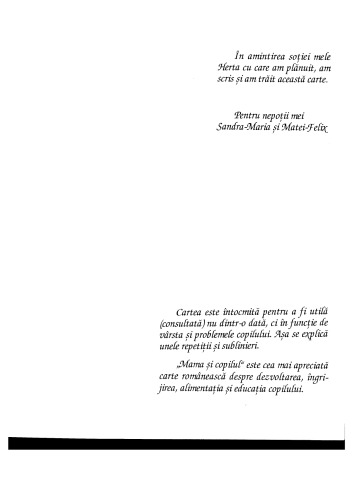 În amintirea soției mele
Herta cu care am plănuit, am
scris și am trăit această carte.
Pentru nepoții mei
Sandra-Maria și Matei-Felix
Cartea este întocmită pentru a fi utilă
(consultată) nu dintr-o dată, ci în funcție de
vârsta și problemele copilului. Așa se explică
unele repetiții și sublinieri.
„Mama și copilul“ este cea mai apreciată
carte românească despre dezvoltarea, îngri-
jirea, alimentația și educația copilului.